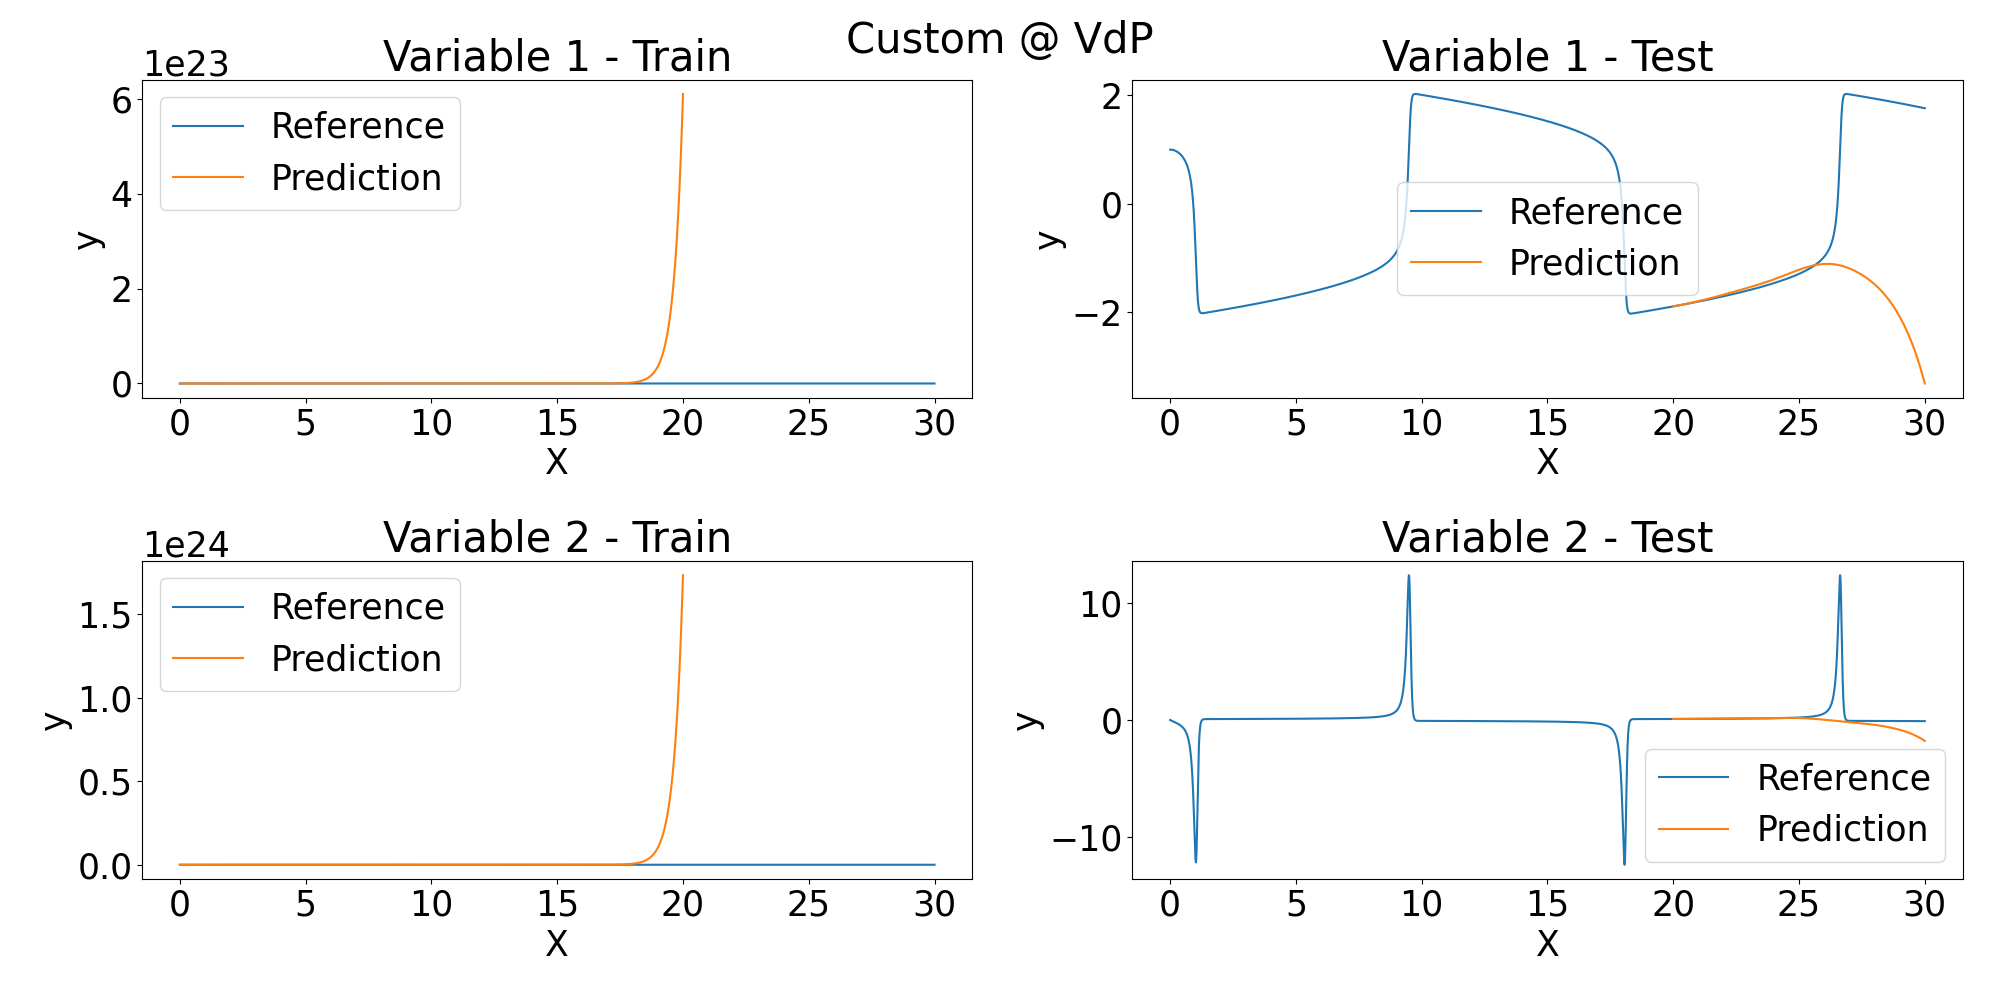 Custom @ VdP
Variable 1 - Train
1e23
6
4
2
0
y
Reference
Prediction
0 5 10 15 20 25 30
X
Variable 1 - Test
2
0
−2
y
Reference
Prediction
0 5 10 15 20 25 30
X
Variable 2 - Train
1e24
1.5
1.0
0.5
0.0
y
Reference
Prediction
0 5 10 15 20 25 30
X
Variable 2 - Test
10
0
−10
y
Reference
Prediction
0 5 10 15 20 25 30
X